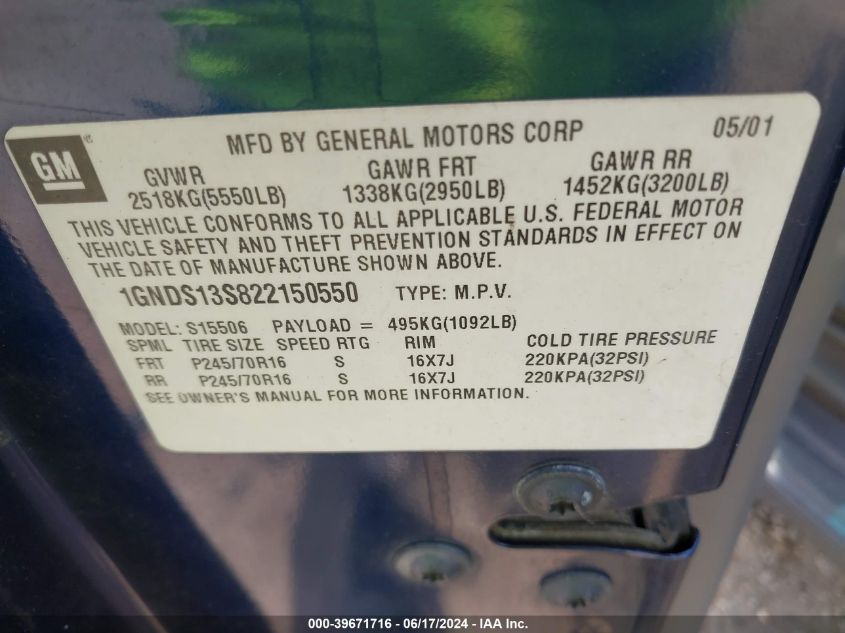 GM®
MFD BY GENERAL MOTORS CORP 05/01
GVWR GAWR FRT GAWR RR
2518KG(5550LB) 1338KG(2950LB) 1452KG(3200LB)
THIS VEHICLE CONFORMS TO ALL APPLICABLE U.S. FEDERAL MOTOR
VEHICLE SAFETY AND THEFT PREVENTION STANDARDS IN EFFECT ON
THE DATE OF MANUFACTURE SHOWN ABOVE.
1GNDS13S822150550 TYPE: M.P.V.
MODEL: S15506 PAYLOAD = 495KG(1092LB)
SPML TIRE SIZE SPEED RTG RIM COLD TIRE PRESSURE
FRT P245/70R16 S 16X7J 220KPA(32PSI)
RR P245/70R16 S 16X7J 220KPA(32PSI)
SEE OWNER'S MANUAL FOR MORE INFORMATION.
000-39671716 - 06/17/2024 - IAA Inc.